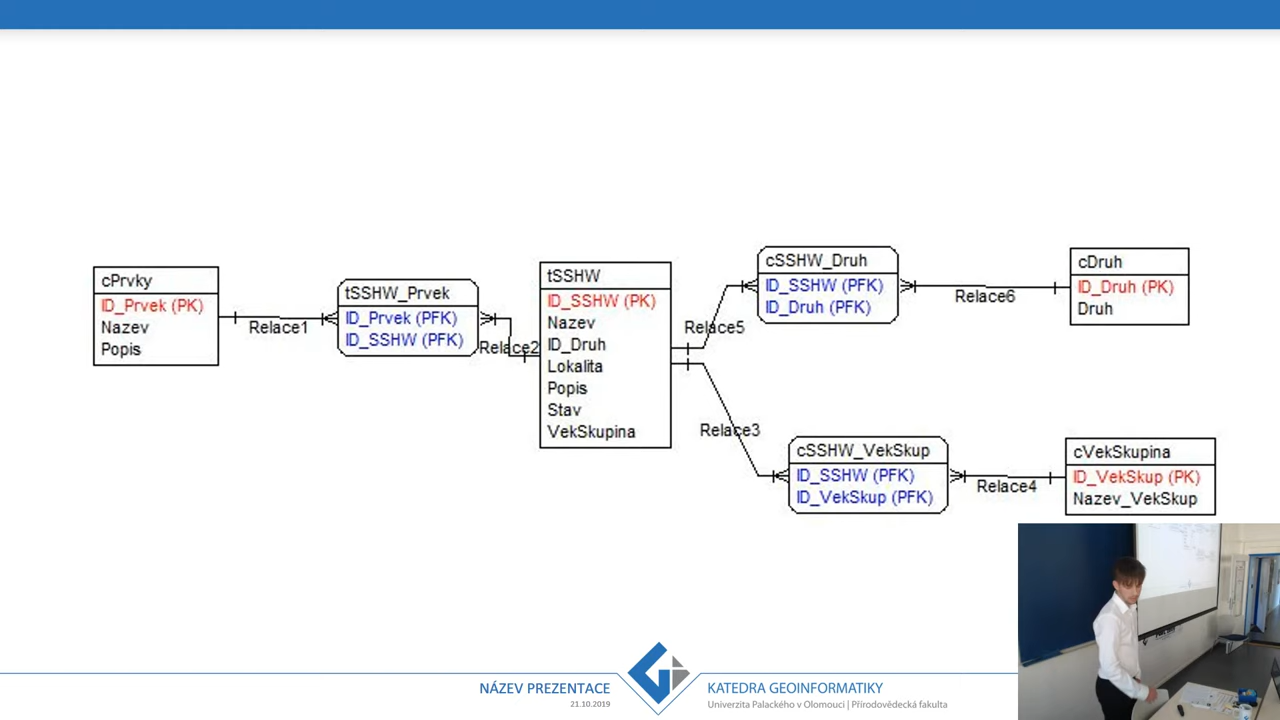 cPrvky
ID_Prvek (PK)
Nazev
Popis
Relace1
tSSHW_Prvek
ID_Prvek (PFK)
ID_SSHW (PFK)
Relace2
tSSHW
ID_SSHW (PK)
Nazev
ID_Druh
Lokalita
Popis
Stav
VekSkupina
Relace5
cSSHW_Druh
ID_SSHW (PFK)
ID_Druh (PFK)
Relace6
cDruh
ID_Druh (PK)
Druh
Relace3
cSSHW_VekSkup
ID_SSHW (PFK)
ID_VekSkup (PFK)
Relace4
cVekSkupina
ID_VekSkup (PK)
Nazev_VekSkup
NÁZEV PREZENTACE
21.10.2019
KATEDRA GEOINFORMATIKY
Univerzita Palackého v Olomouci | Přírodovědecká fakulta